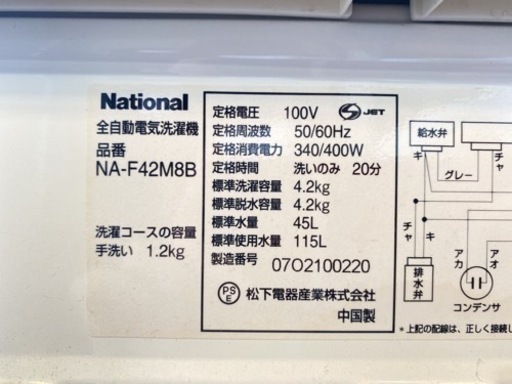 National
全自動電気洗濯機
品番
NA-F42M8B
洗濯コースの容量
手洗い 1.2kg
定格電圧 100V JET
定格周波数 50/60Hz
定格消費電力 340/400W
定格時間 洗いのみ 20分
標準洗濯容量 4.2kg
標準脱水容量 4.2kg
標準水量 45L
標準使用水量 115L
製造番号 07O2100220
PS
E
松下電器産業株式会社
中国製
給水弁
キ
チャ
グレー
チャ
キ
アカ
アオ
排水弁
コンデンサ
*上記の配線は、正しく接続し